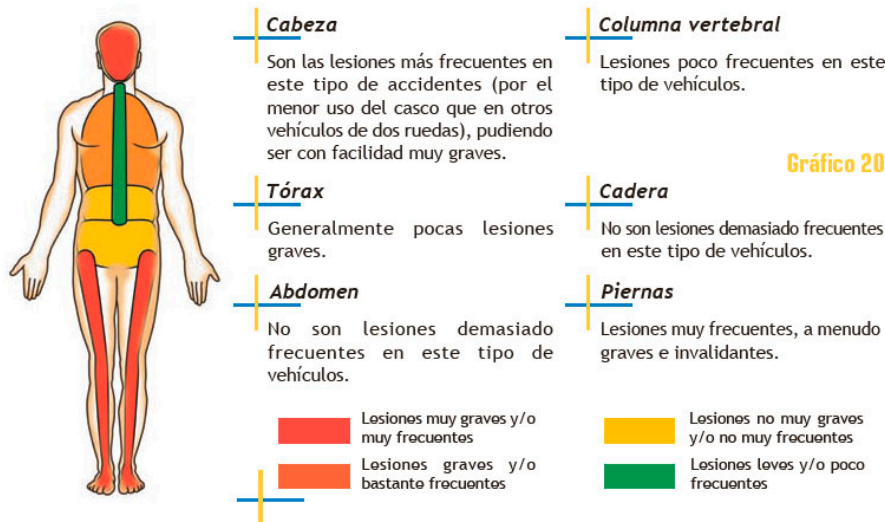 Cabeza
Son las lesiones más frecuentes en
este tipo de accidentes (por el
menor uso del casco que en otros
vehículos de dos ruedas), pudiendo
ser con facilidad muy graves.
Columna vertebral
Lesiones poco frecuentes en este
tipo de vehículos.
Gráfico 20
Tórax
Generalmente pocas lesiones
graves.
Cadera
No son lesiones demasiado frecuentes
en este tipo de vehículos.
Abdomen
No son lesiones demasiado
frecuentes en este tipo de
vehículos.
Piernas
Lesiones muy frecuentes, a menudo
graves e invalidantes.
Lesiones muy graves y/o
muy frecuentes
Lesiones graves y/o
bastante frecuentes
Lesiones no muy graves
y/o no muy frecuentes
Lesiones leves y/o poco
frecuentes